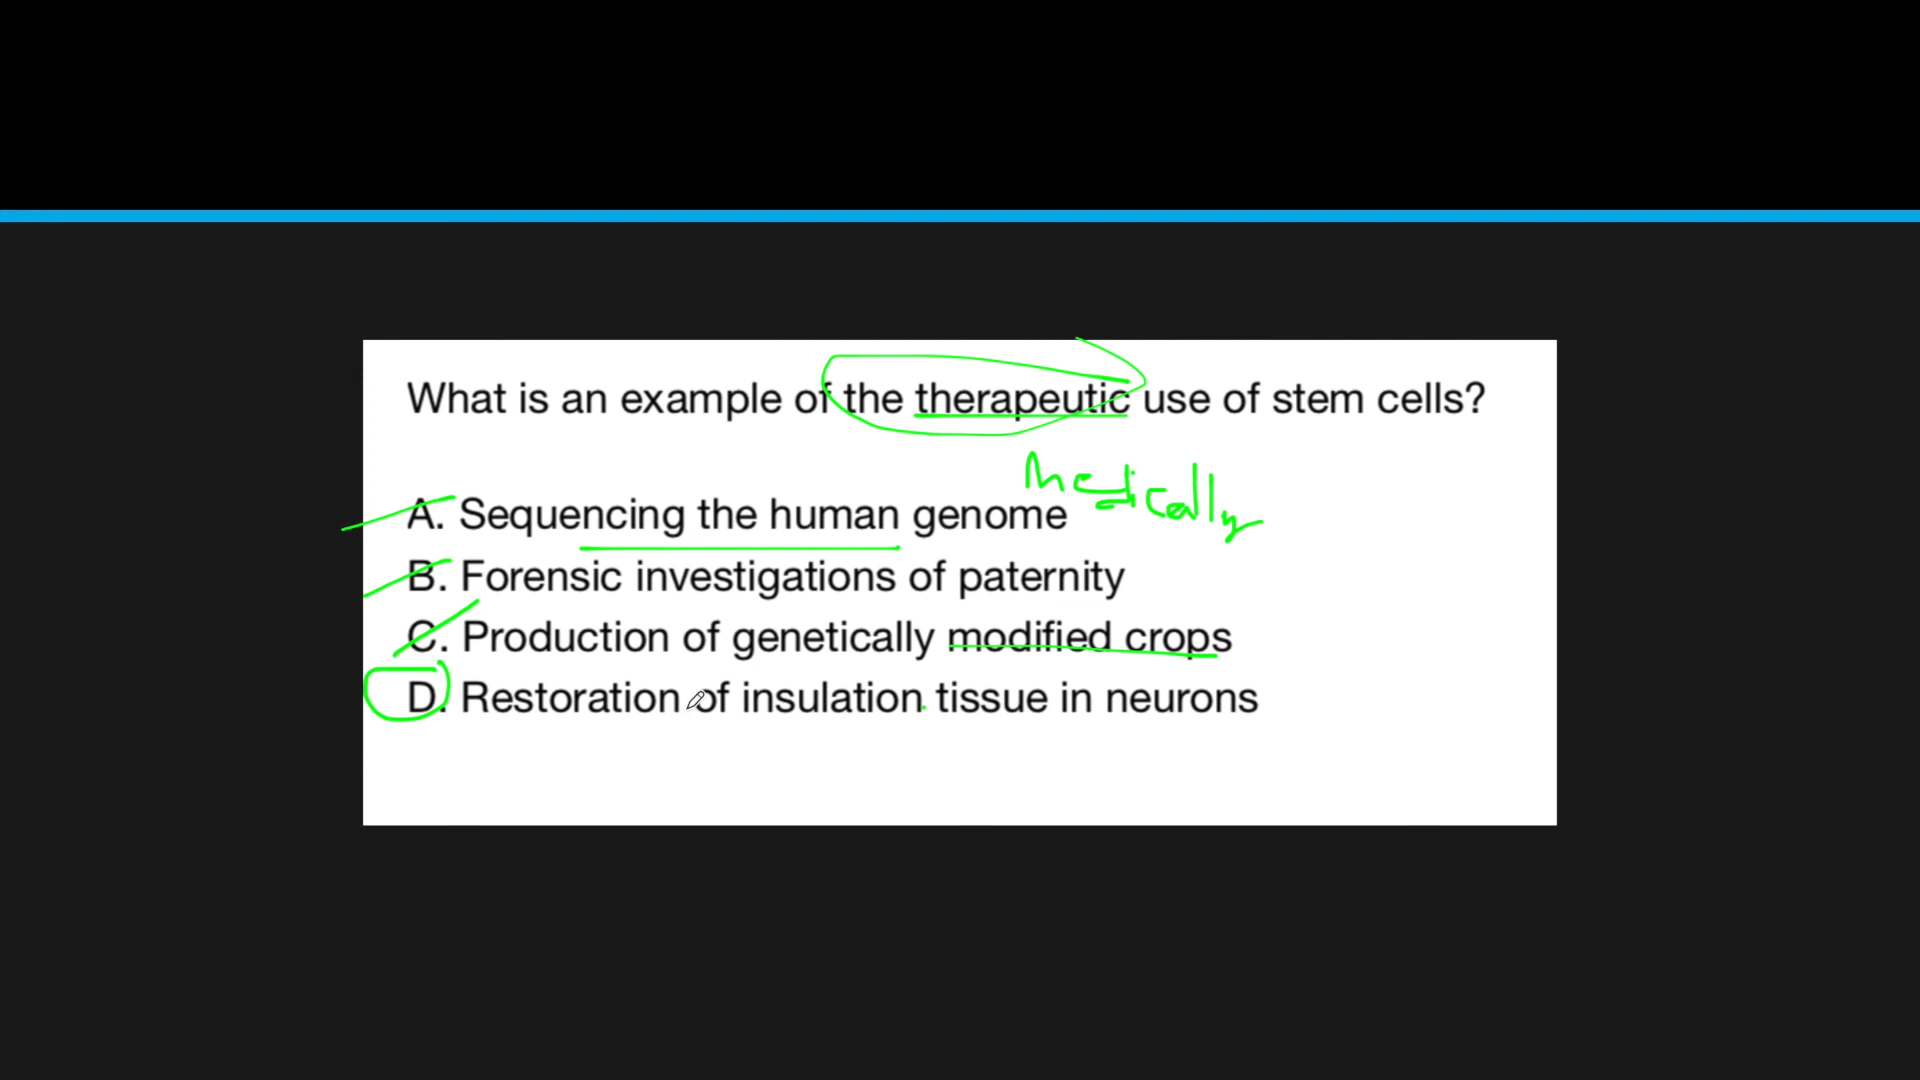 What is an example of the therapeutic use of stem cells?
Medically
A. Sequencing the human genome
B. Forensic investigations of paternity
C. Production of genetically modified crops
D. Restoration of insulation tissue in neurons